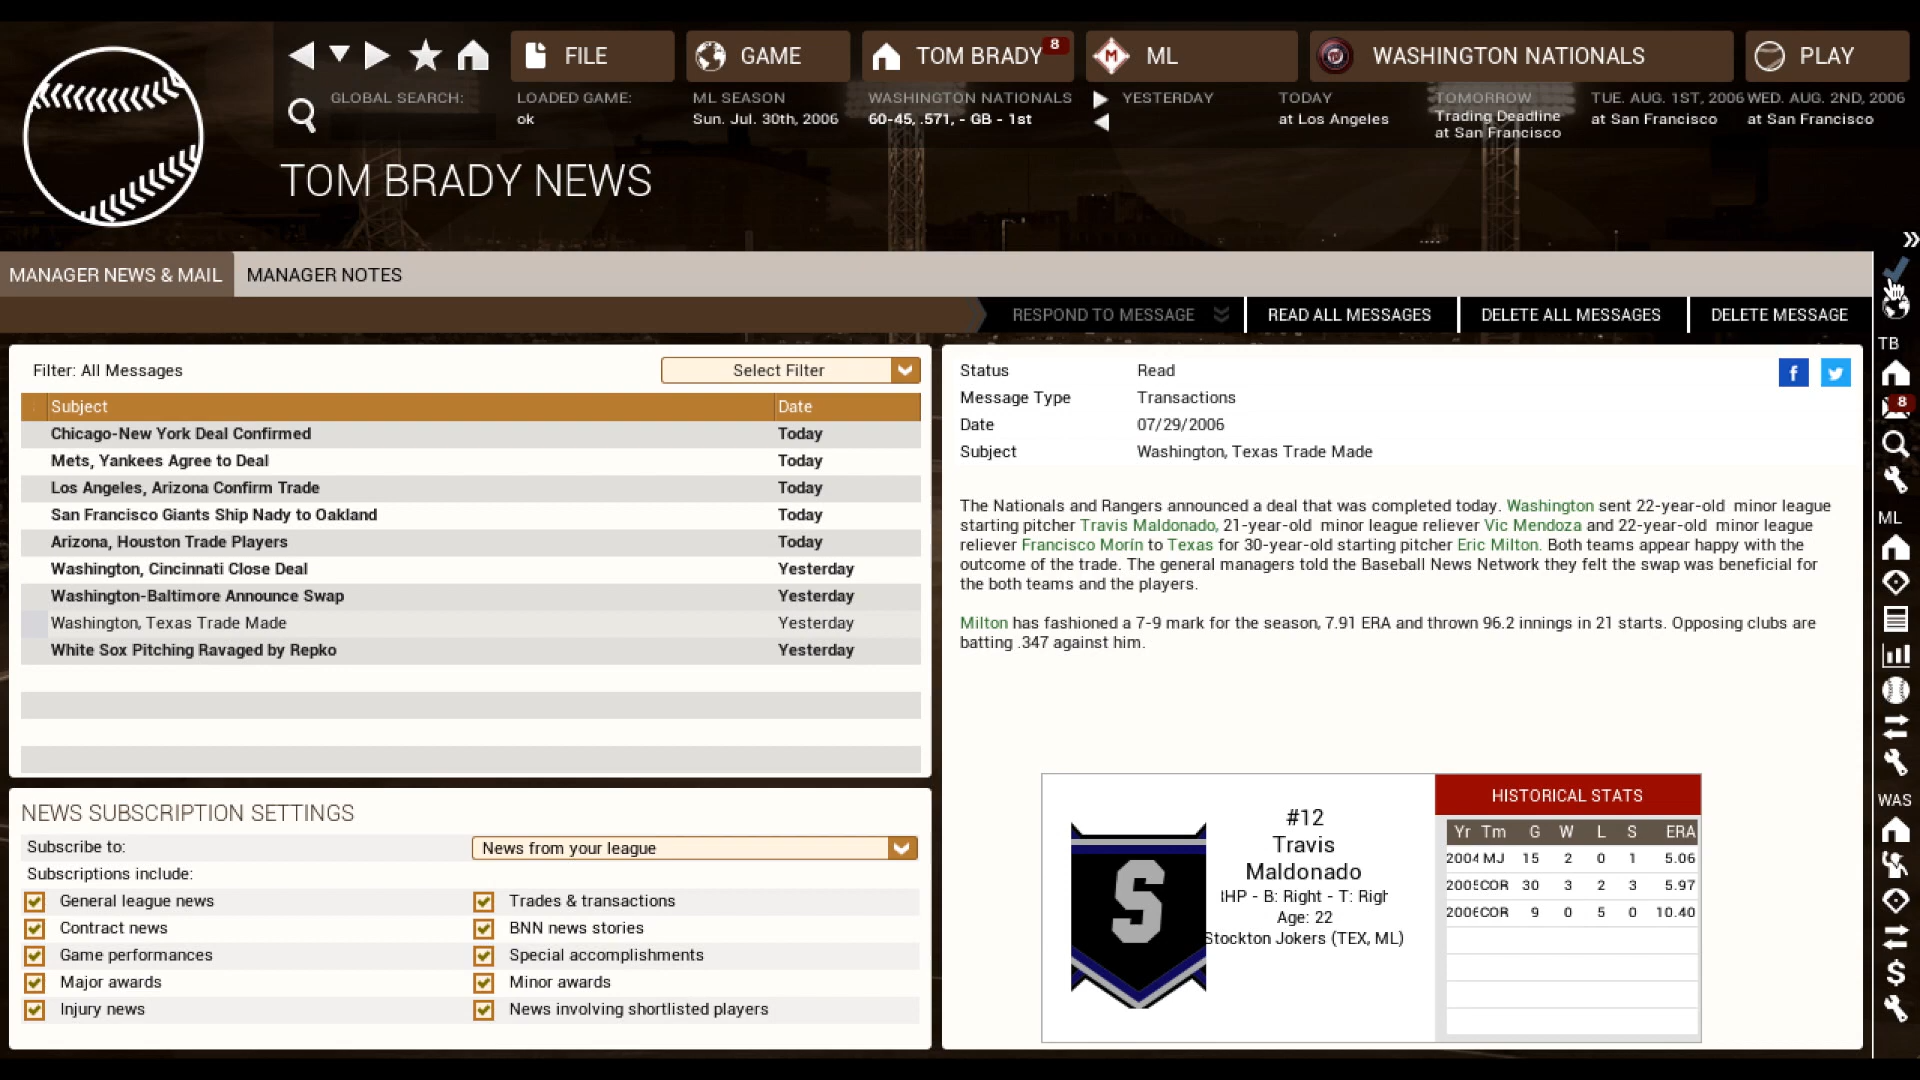 FILE
GAME
TOM BRADY
8
M
ML
WASHINGTON NATIONALS
PLAY
GLOBAL SEARCH:
LOADED GAME:
ok
ML SEASON
Sun. Jul. 30th, 2006
WASHINGTON NATIONALS
60-45, .571, - GB - 1st
YESTERDAY
TODAY
at Los Angeles
TOMORROW
Trading Deadline
at San Francisco
TUE. AUG. 1ST, 2006
at San Francisco
WED. AUG. 2ND, 2006
at San Francisco
TOM BRADY NEWS
MANAGER NEWS & MAIL
MANAGER NOTES
RESPOND TO MESSAGE
READ ALL MESSAGES
DELETE ALL MESSAGES
DELETE MESSAGE
Filter: All Messages
Select Filter
Subject Date
Chicago-New York Deal Confirmed Today
Mets, Yankees Agree to Deal Today
Los Angeles, Arizona Confirm Trade Today
San Francisco Giants Ship Nady to Oakland Today
Arizona, Houston Trade Players Today
Washington, Cincinnati Close Deal Yesterday
Washington-Baltimore Announce Swap Yesterday
Washington, Texas Trade Made Yesterday
White Sox Pitching Ravaged by Repko Yesterday
NEWS SUBSCRIPTION SETTINGS
Subscribe to: News from your league
Subscriptions include:
General league news Trades & transactions
Contract news BNN news stories
Game performances Special accomplishments
Major awards Minor awards
Injury news News involving shortlisted players
Status Read
Message Type Transactions
Date 07/29/2006
Subject Washington, Texas Trade Made
f
The Nationals and Rangers announced a deal that was completed today. Washington sent 22-year-old minor league
starting pitcher Travis Maldonado, 21-year-old minor league reliever Vic Mendoza and 22-year-old minor league
reliever Francisco Morín to Texas for 30-year-old starting pitcher Eric Milton. Both teams appear happy with the
outcome of the trade. The general managers told the Baseball News Network they felt the swap was beneficial for
the both teams and the players.
Milton has fashioned a 7-9 mark for the season, 7.91 ERA and thrown 96.2 innings in 21 starts. Opposing clubs are
batting .347 against him.
S
#12
Travis
Maldonado
HP - B: Right - T: Righ
Age: 22
Stockton Jokers (TEX, ML)
HISTORICAL STATS
Yr Tm G W L S ERA
2004 MJ 15 2 0 1 5.06
2005 COR 30 3 2 3 5.97
2006 COR 9 0 5 0 10.40
TB
8
ML
WAS
$